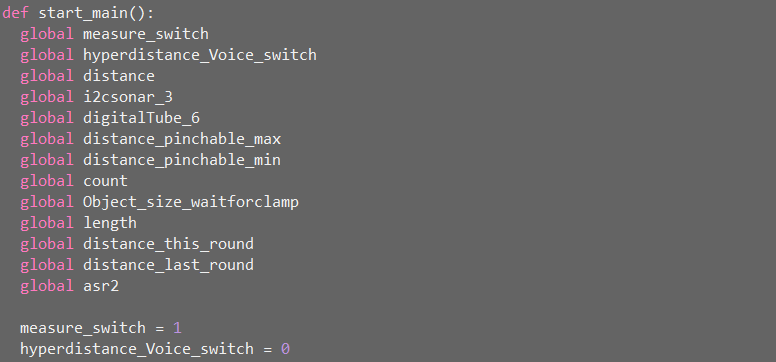 def start_main():
  global measure_switch
  global hyperdistance_Voice_switch
  global distance
  global i2csonar_3
  global digitalTube_6
  global distance_pinchable_max
  global distance_pinchable_min
  global count
  global Object_size_waitforclamp
  global length
  global distance_this_round
  global distance_last_round
  global asr2

  measure_switch = 1
  hyperdistance_Voice_switch = 0